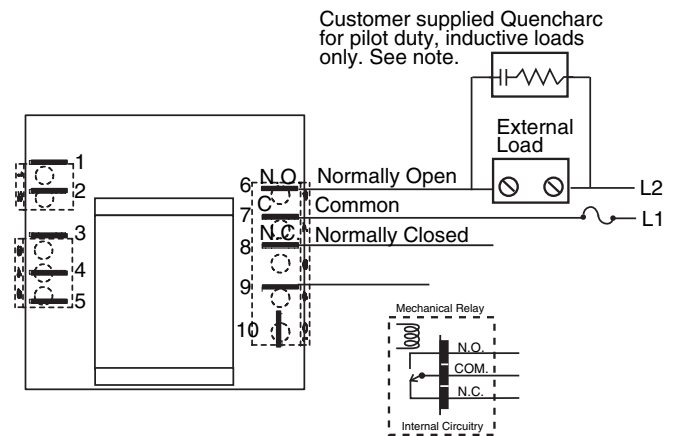 Customer supplied Quencharc
for pilot duty, inductive loads
only. See note.
External
Load
1
2
3
4
5
6 N.O. Normally Open
7 C Common
8 N.C. Normally Closed
9
10
L2
L1
Mechanical Relay
N.O.
COM.
N.C.
Internal Circuitry